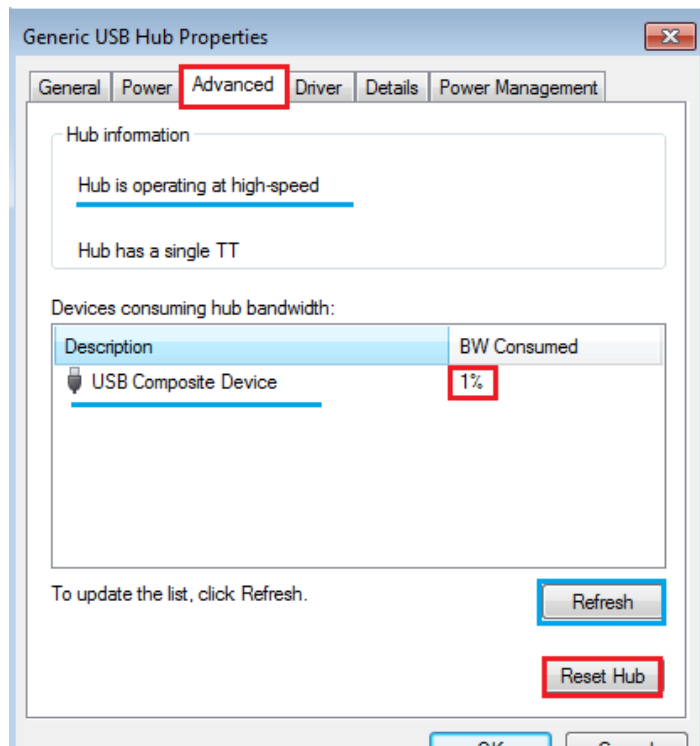 Generic USB Hub Properties
General Power Advanced Driver Details Power Management
Hub information
Hub is operating at high-speed
Hub has a single TT
Devices consuming hub bandwidth:
Description BW Consumed
USB Composite Device 1%
To update the list, click Refresh.
Refresh
Reset Hub